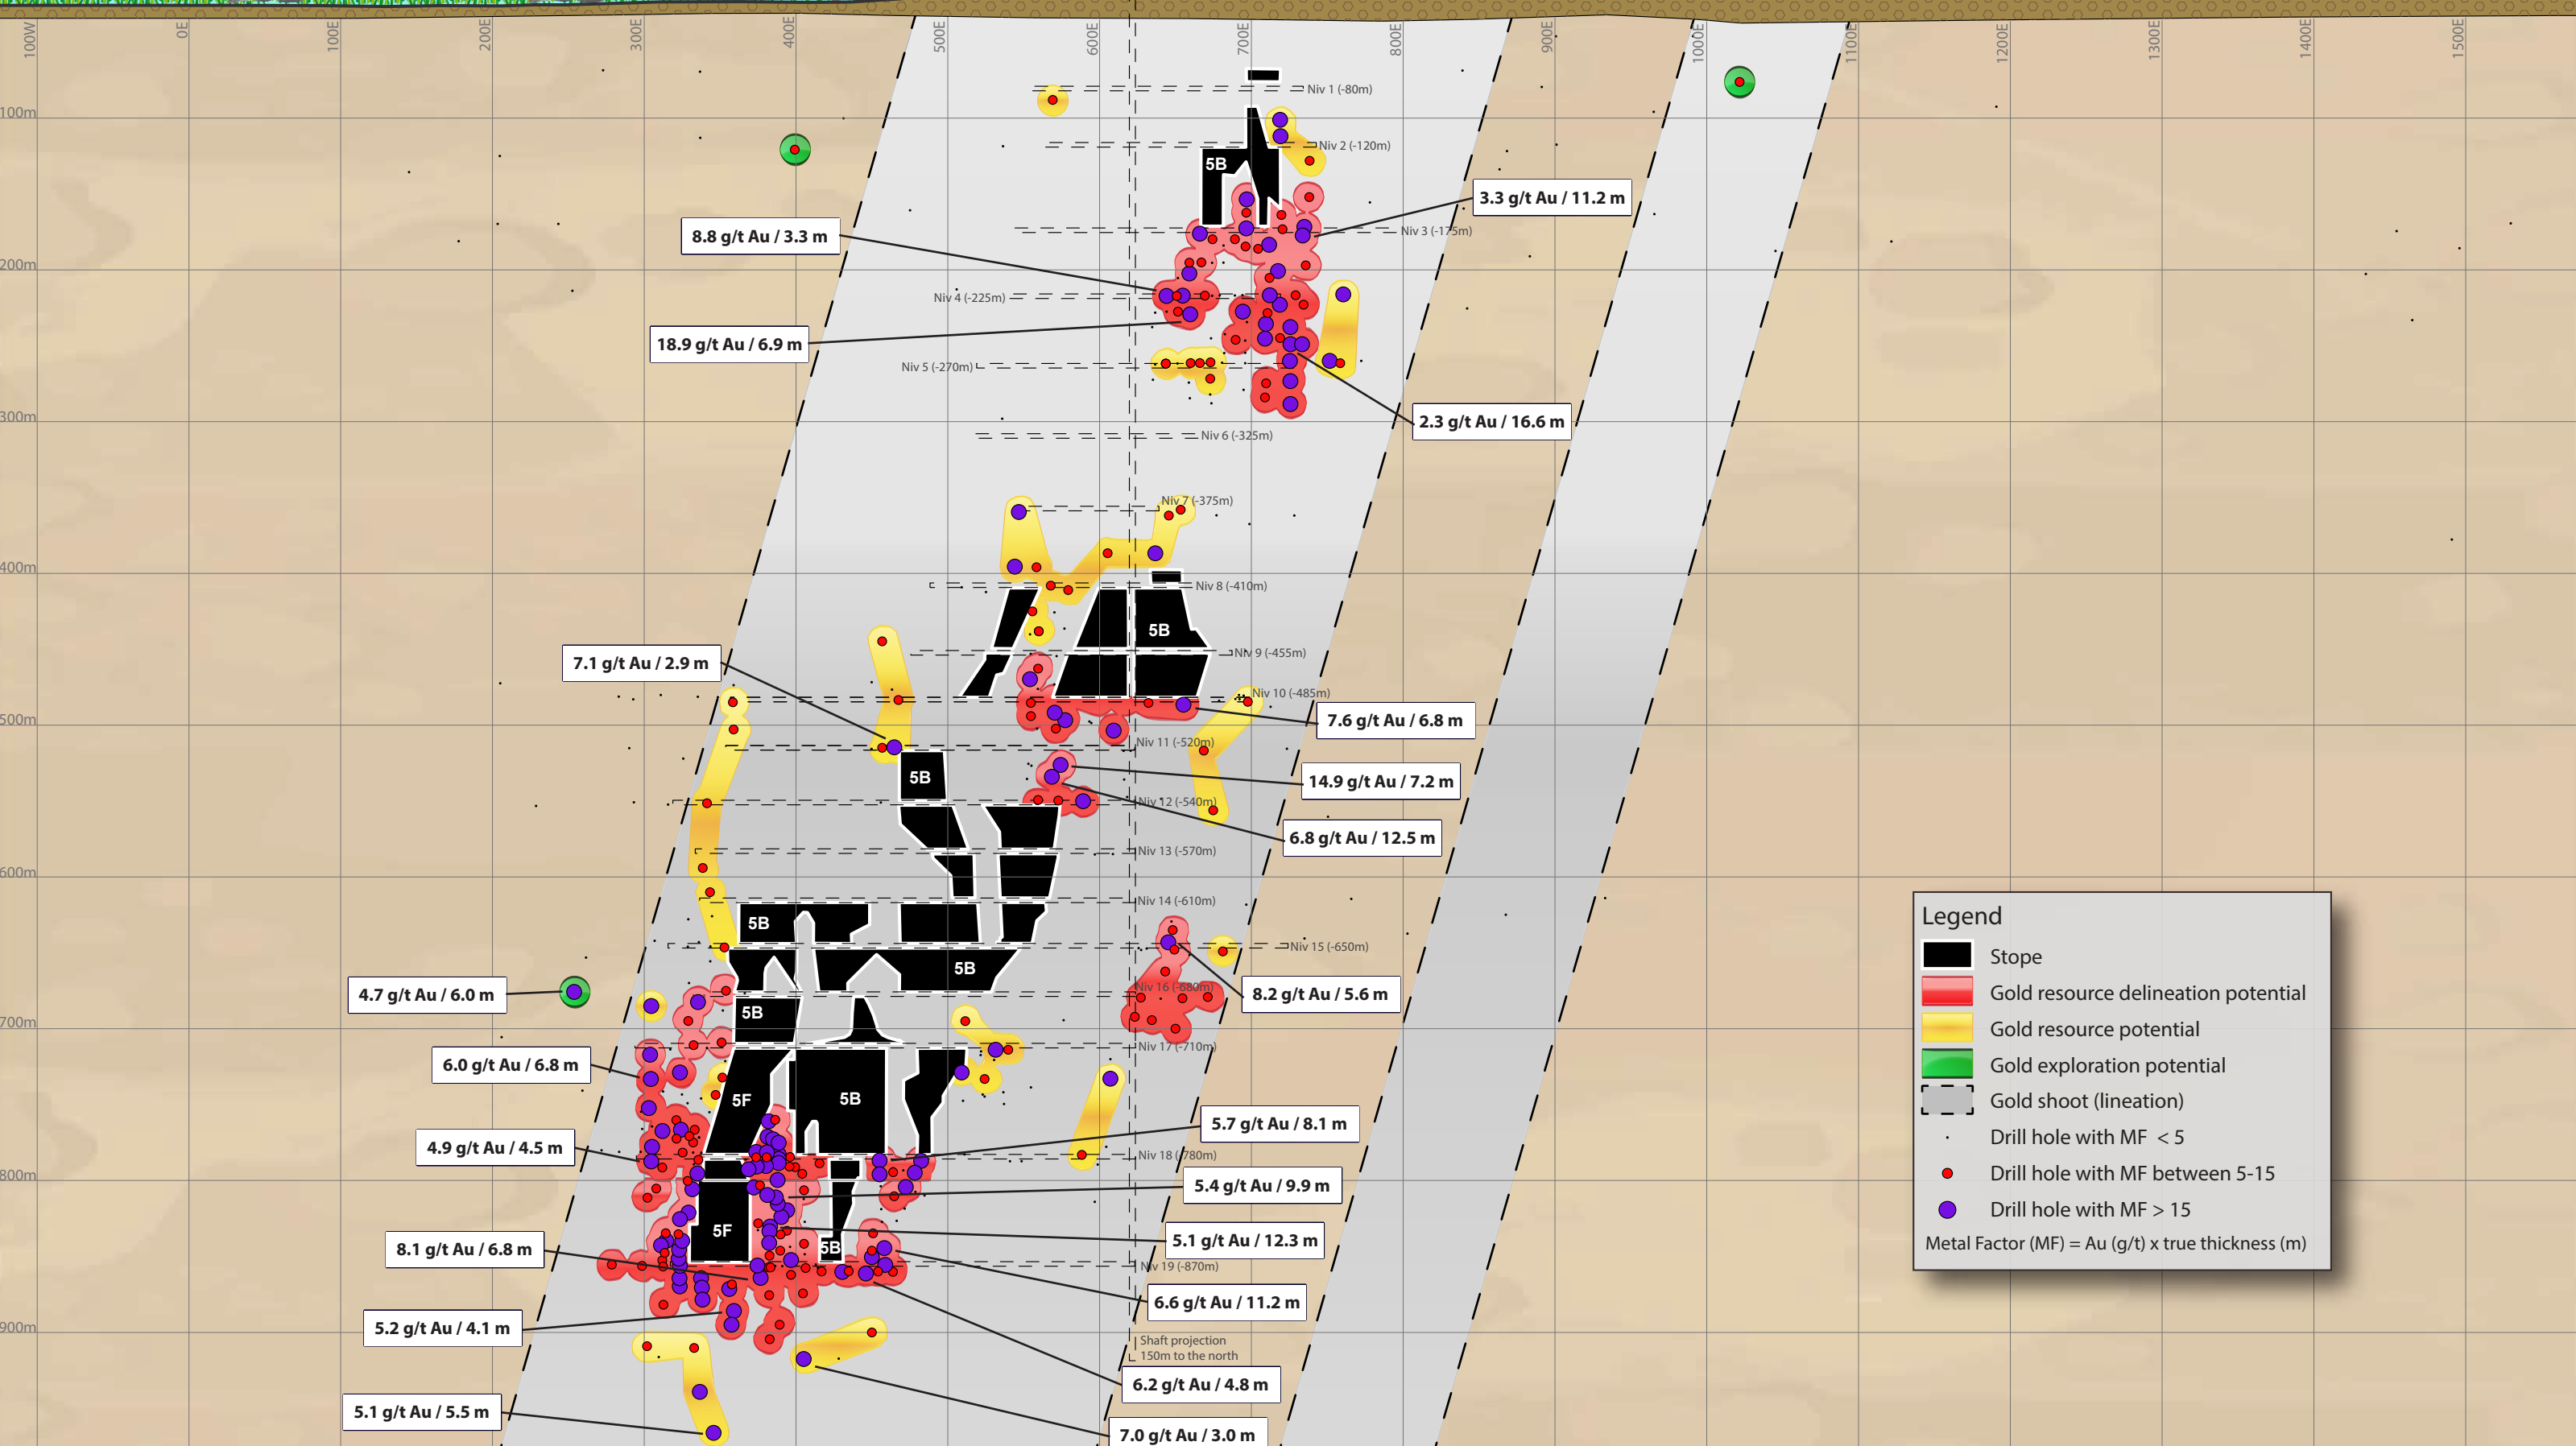 100W
0E
100E
200E
300E
400E
500E
600E
700E
800E
900E
1000E
1100E
1200E
1300E
1400E
1500E
Niv 1 (-80m)
100m
Niv 2 (-120m)
5B
3.3 g/t Au / 11.2 m
Niv 3 (-175m)
8.8 g/t Au / 3.3 m
200m
Niv 4 (-225m)
18.9 g/t Au / 6.9 m
Niv 5 (-270m)
300m
2.3 g/t Au / 16.6 m
Niv 6 (-325m)
Niv 7 (-375m)
400m
Niv 8 (-410m)
5B
Niv 9 (-455m)
7.1 g/t Au / 2.9 m
Niv 10 (-485m)
500m
7.6 g/t Au / 6.8 m
Niv 11 (-520m)
5B
14.9 g/t Au / 7.2 m
Niv 12 (-540m)
6.8 g/t Au / 12.5 m
Niv 13 (-570m)
600m
Niv 14 (-610m)
5B
Niv 15 (-650m)
5B
Niv 16 (-680m)
4.7 g/t Au / 6.0 m
8.2 g/t Au / 5.6 m
5B
700m
Niv 17 (-710m)
6.0 g/t Au / 6.8 m
5F
5B
5.7 g/t Au / 8.1 m
4.9 g/t Au / 4.5 m
Niv 18 (-780m)
800m
5.4 g/t Au / 9.9 m
5F
5B
5.1 g/t Au / 12.3 m
8.1 g/t Au / 6.8 m
Niv 19 (-870m)
6.6 g/t Au / 11.2 m
5.2 g/t Au / 4.1 m
900m
Shaft projection
150m to the north
6.2 g/t Au / 4.8 m
5.1 g/t Au / 5.5 m
7.0 g/t Au / 3.0 m
Legend
Stope
Gold resource delineation potential
Gold resource potential
Gold exploration potential
Gold shoot (lineation)
Drill hole with MF < 5
Drill hole with MF between 5-15
Drill hole with MF > 15
Metal Factor (MF) = Au (g/t) x true thickness (m)